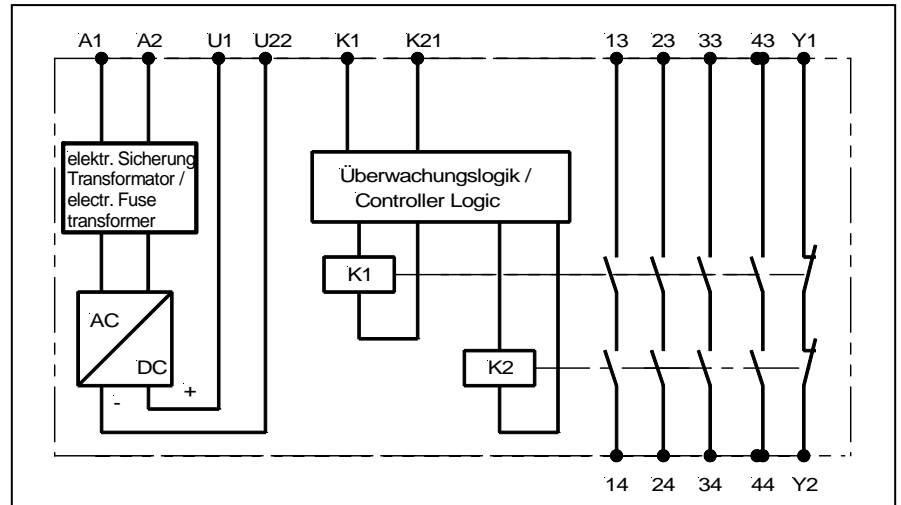 A1 A2 U1 U22 K1 K21 13 23 33 43 Y1
elektr. Sicherung
Transformator /
electr. Fuse
transformer
Überwachungslogik /
Controller Logic
K1
AC
DC
K2
- +
14 24 34 44 Y2